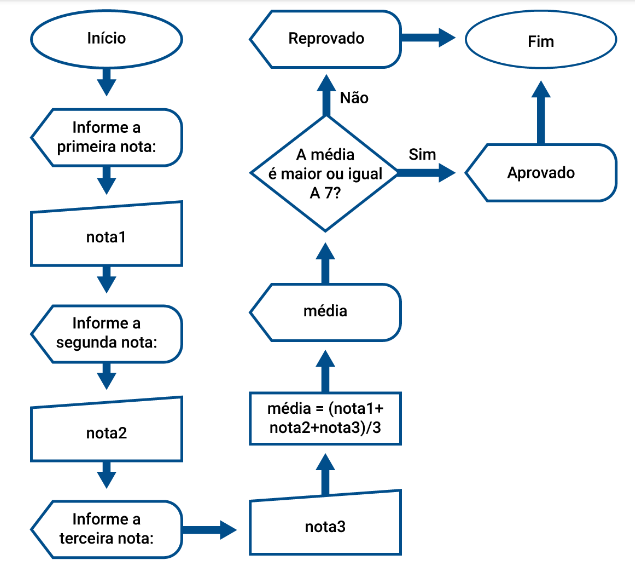 Início
Informe a
primeira nota:
nota1
Informe a
segunda nota:
nota2
Informe a
terceira nota:
nota3
média = (nota1+
nota2+nota3)/3
média
A média
é maior ou igual
A 7?
Não
Reprovado
Sim
Aprovado
Fim